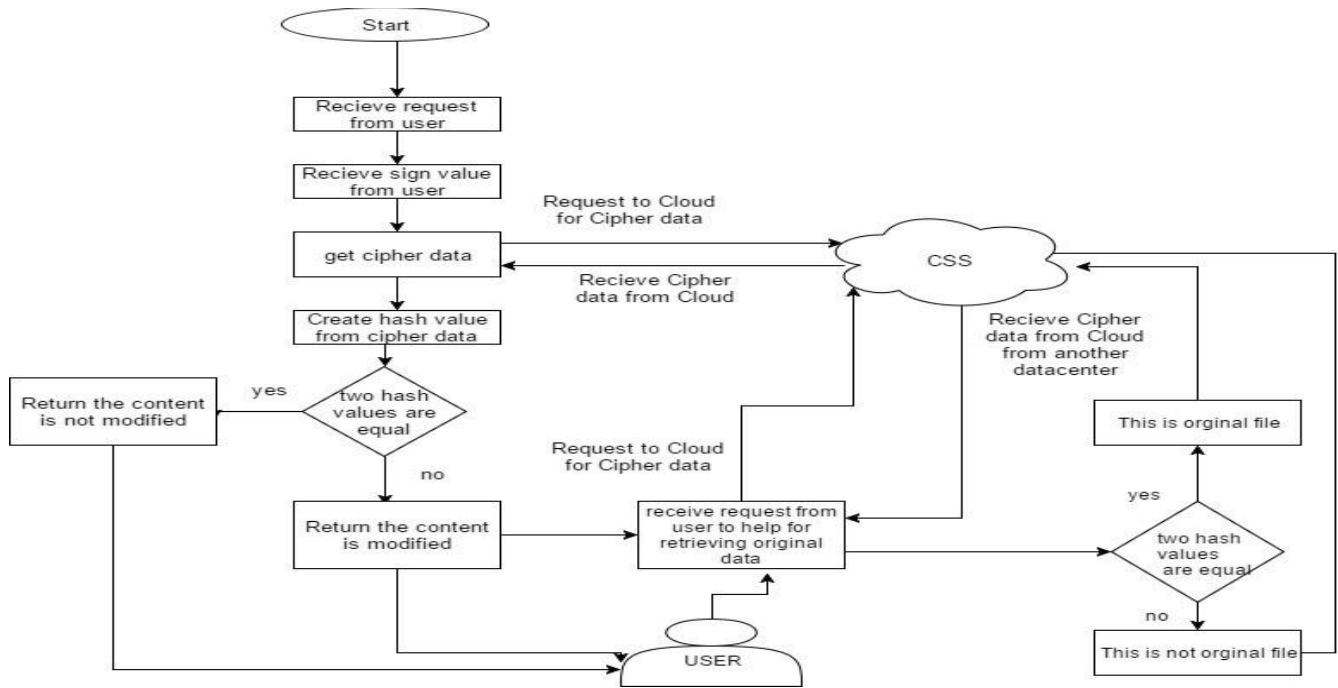 Start
Recieve request
from user
Recieve sign value
from user
Request to Cloud
for Cipher data
get cipher data
CSS
Recieve Cipher
data from Cloud
Create hash value
from cipher data
Recieve Cipher
data from Cloud
from another
datacenter
yes
two hash
values are
equal
Return the content
is not modified
This is orginal file
Request to Cloud
for Cipher data
no
yes
Return the content
is modified
receive request from
user to help for
retrieving original
data
two hash
values
are equal
no
USER
This is not orginal file